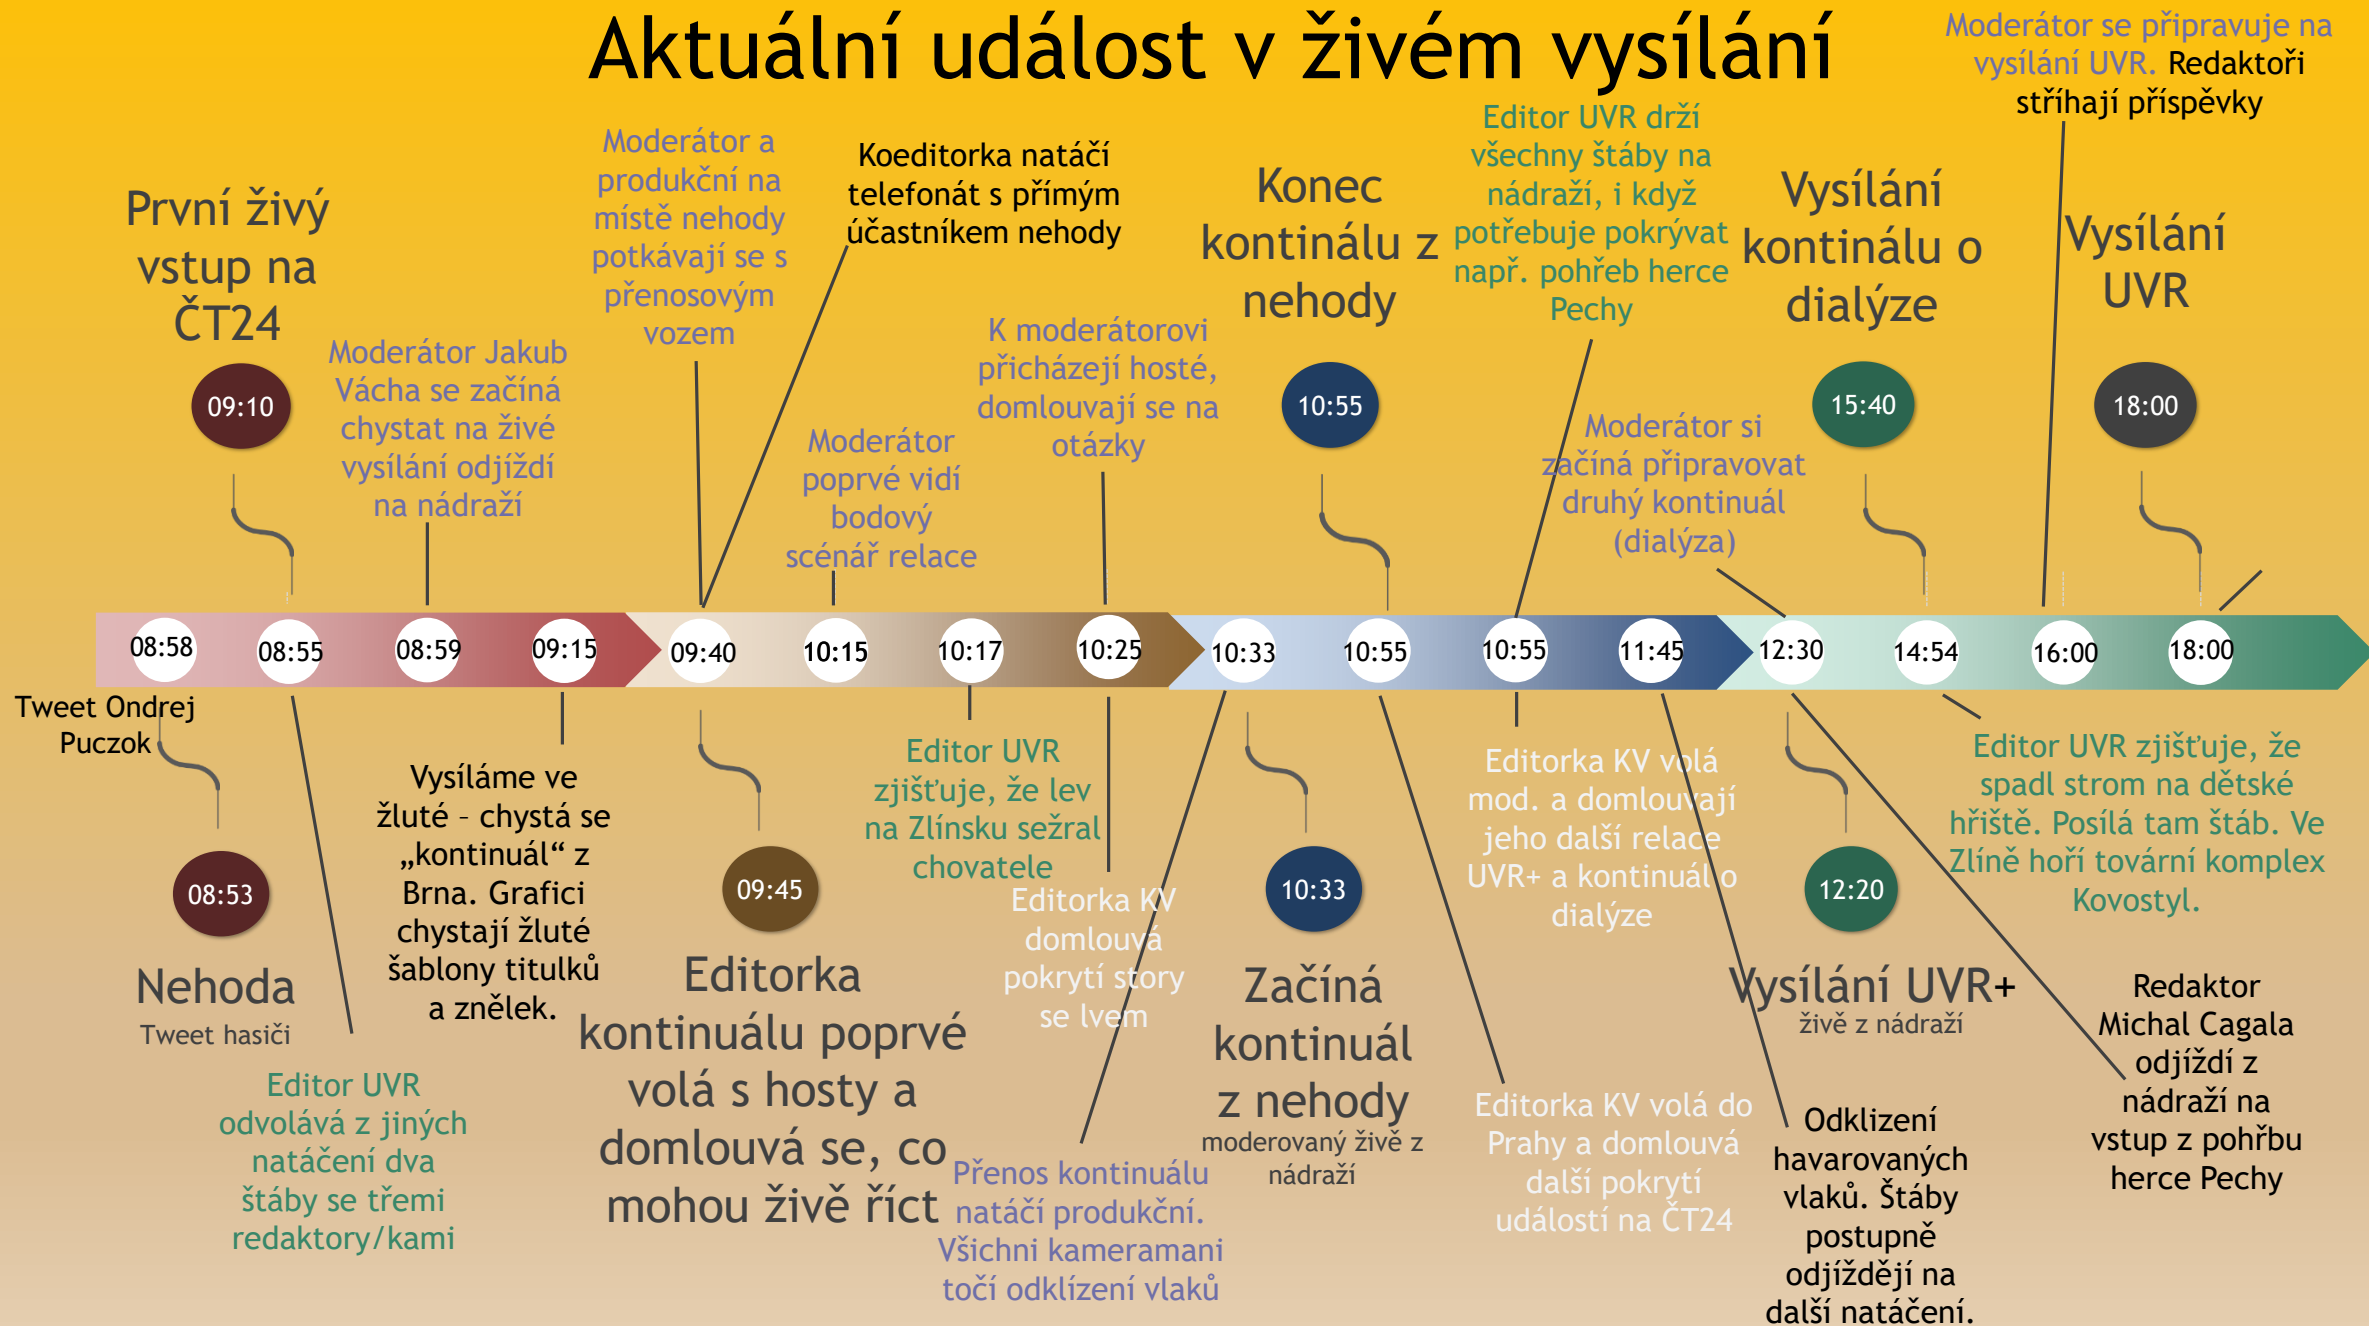 Aktuální událost v živém vysílání
Moderátor se připravuje na
vysílání UVR. Redaktoři
stříhají příspěvky
První živý
vstup na
ČT24
09:10
Moderátor Jakub
Vácha se začíná
chystat na živé
vysílání odjíždí
na nádraží
Moderátor a
produkční na
místě nehody
potkávají se s
přenosovým
vozem
Koeditorka natáčí
telefonát s přímým
účastníkem nehody
Moderátor
poprvé vidí
bodový
scénář relace
K moderátorovi
přicházejí hosté,
domlouvají se na
otázky
Konec
kontinálu z
nehody
10:55
Editor UVR drží
všechny štáby na
nádraží, i když
potřebuje pokrývat
např. pohřeb herce
Pechy
Moderátor si
začíná připravovat
druhý kontinuál
(dialýza)
Vysílání
kontinálu o
dialýze
15:40
Vysílání
UVR
18:00
08:58
08:55
08:59
09:15
09:40
10:15
10:17
10:25
10:33
10:55
10:55
11:45
12:30
14:54
16:00
18:00
Tweet Ondrej
Puczok
08:53
Nehoda
Tweet hasiči
Editor UVR
odvolává z jiných
natáčení dva
štáby se třemi
redaktory/kami
Vysíláme ve
žluté – chystá se
„kontinuál“ z
Brna. Grafici
chystají žluté
šablony titulků
a znělek.
09:45
Editorka
kontinuálu poprvé
volá s hosty a
domlouvá se, co
mohou živě říct
Editor UVR
zjišťuje, že lev
na Zlínsku sežral
chovatele
Editorka KV
domlouvá
pokrytí story
se lvem
Přenos kontinuálu
natáčí produkční.
Všichni kameramani
točí odklízení vlaků
10:33
Začíná
kontinuál
z nehody
moderovaný živě z
nádraží
Editorka KV volá
mod. a domlouvají
jeho další relace
UVR+ a kontinuál o
dialýze
Editorka KV volá do
Prahy a domlouvá
další pokrytí
událostí na ČT24
12:20
Vysílání UVR+
živě z nádraží
Odklizení
havarovaných
vlaků. Štáby
postupně
odjíždějí na
další natáčení.
Editor UVR zjišťuje, že
spadl strom na dětské
hřiště. Posílá tam štáb. Ve
Zlíně hoří tovární komplex
Kovostyl.
Redaktor
Michal Cagala
odjíždí z
nádraží na
vstup z pohřbu
herce Pechy